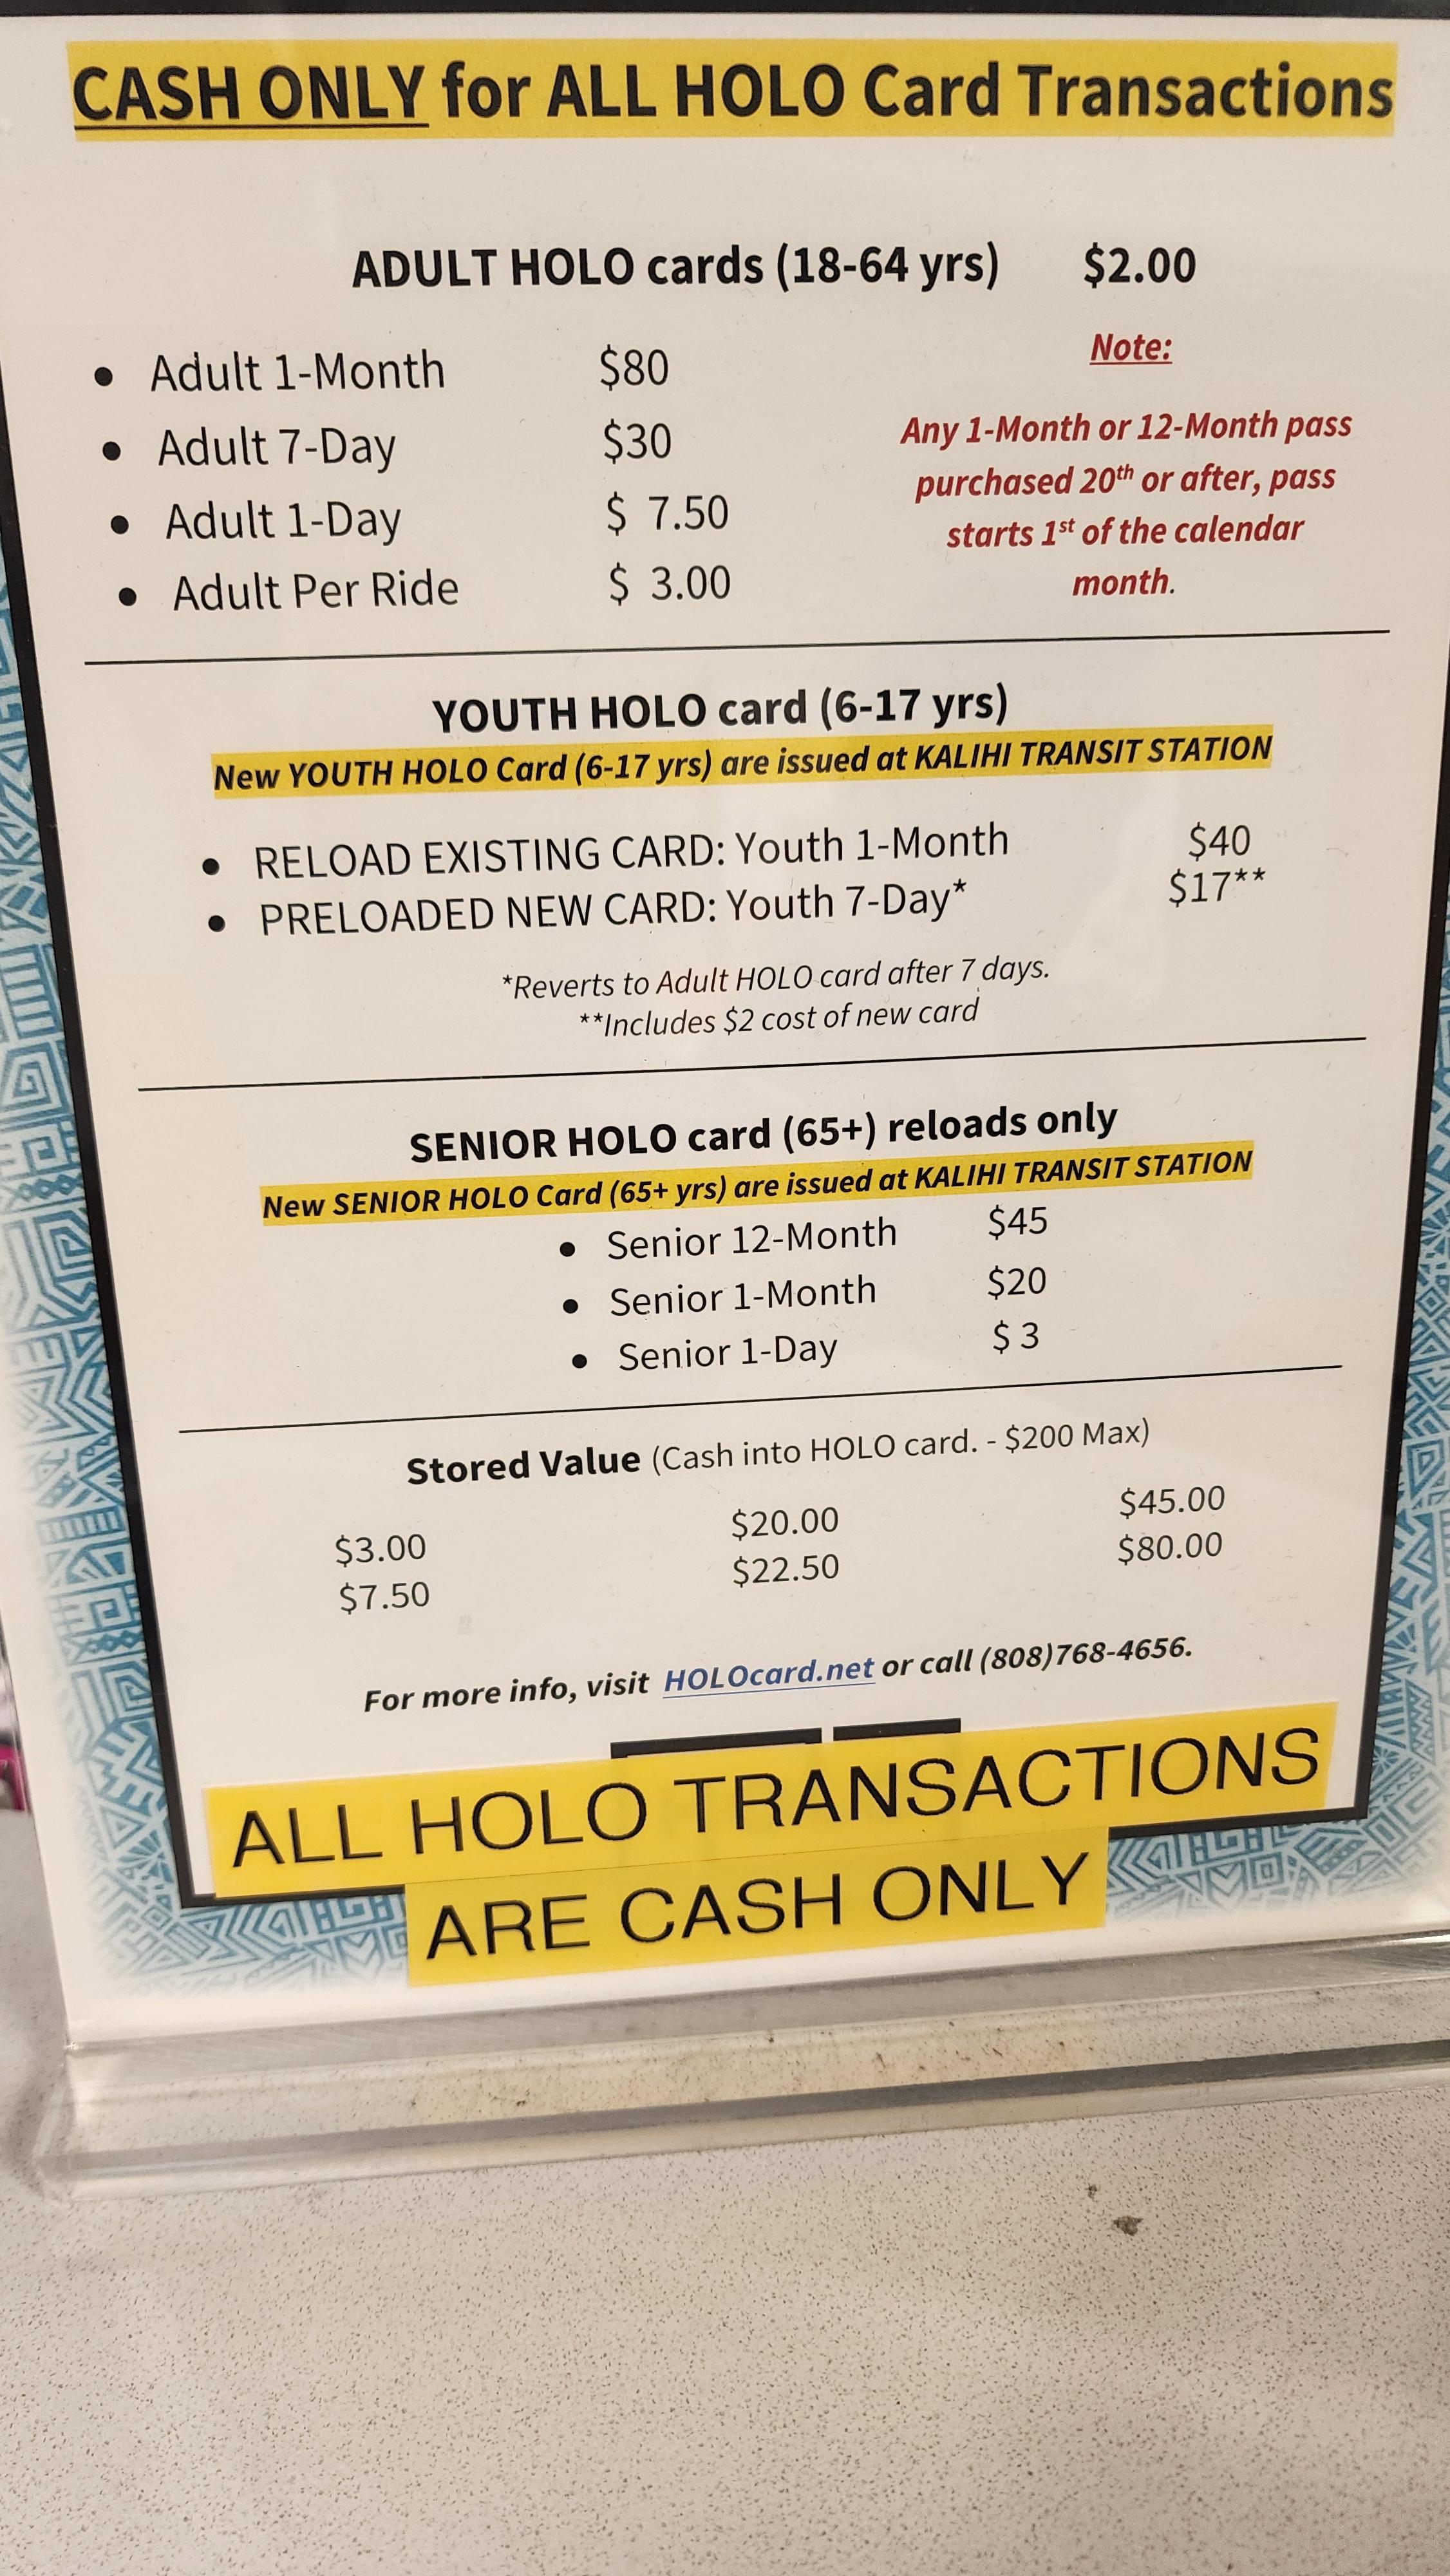 CASH ONLY for ALL HOLO Card Transactions
ADULT HOLO cards (18-64 yrs) $2.00
• Adult 1-Month $80
• Adult 7-Day $30
• Adult 1-Day $ 7.50
• Adult Per Ride $ 3.00
Note:
Any 1-Month or 12-Month pass
purchased 20th or after, pass
starts 1st of the calendar
month.
YOUTH HOLO card (6-17 yrs)
New YOUTH HOLO Card (6-17 yrs) are issued at KALIHI TRANSIT STATION
• RELOAD EXISTING CARD: Youth 1-Month $40
• PRELOADED NEW CARD: Youth 7-Day* $17**
*Reverts to Adult HOLO card after 7 days.
**Includes $2 cost of new card
SENIOR HOLO card (65+) reloads only
New SENIOR HOLO Card (65+ yrs) are issued at KALIHI TRANSIT STATION
• Senior 12-Month $45
• Senior 1-Month $20
• Senior 1-Day $ 3
Stored Value (Cash into HOLO card. - $200 Max)
$3.00 $20.00 $45.00
$7.50 $22.50 $80.00
For more info, visit HOLOcard.net or call (808)768-4656.
ALL HOLO TRANSACTIONS
ARE CASH ONLY